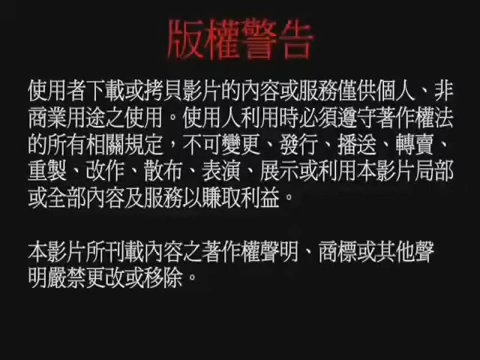 版權警告
使用者下載或拷貝影片的內容或服務僅供個人、非
商業用途之使用。使用人利用時必須遵守著作權法
的所有相關規定，不可變更、發行、播送、轉賣、
重製、改作、散布、表演、展示或利用本影片局部
或全部內容及服務以賺取利益。
本影片所刊載內容之著作權聲明、商標或其他聲
明嚴禁更改或移除。